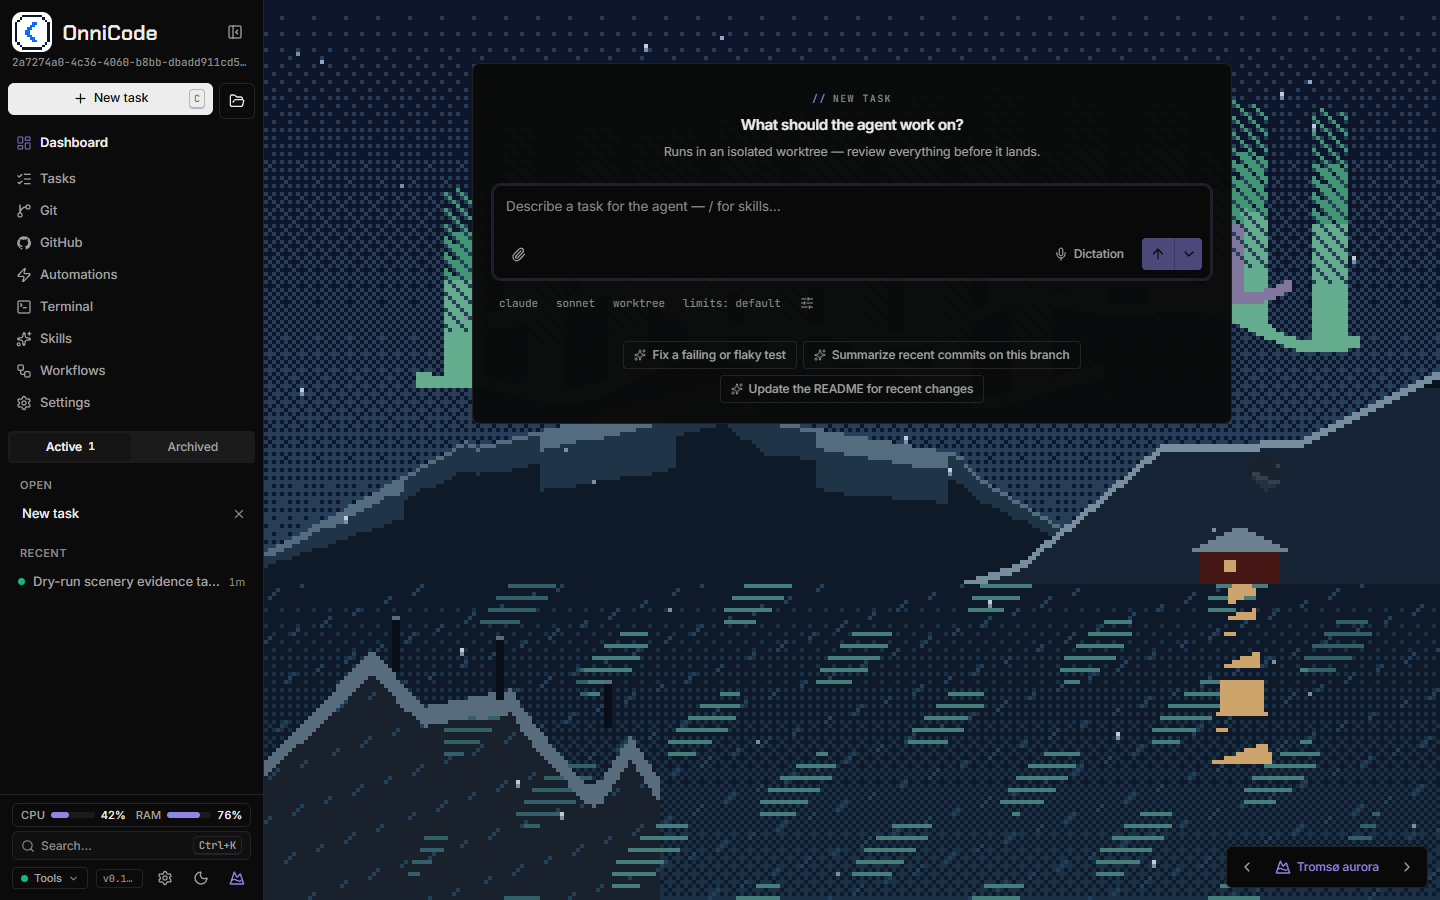 OnniCode
2a7274a0-4c36-4060-b8bb-dbadd911cd5…
New task C
Dashboard
Tasks
Git
GitHub
Automations
Terminal
Skills
Workflows
Settings
Active 1 Archived
OPEN
New task
RECENT
Dry-run scenery evidence ta… 1m
CPU 42% RAM 76%
Search... Ctrl+K
Tools v0.1…
// NEW TASK
What should the agent work on?
Runs in an isolated worktree — review everything before it lands.
Describe a task for the agent — / for skills...
Dictation
claude sonnet worktree limits: default
Fix a failing or flaky test Summarize recent commits on this branch
Update the README for recent changes
Tromsø aurora